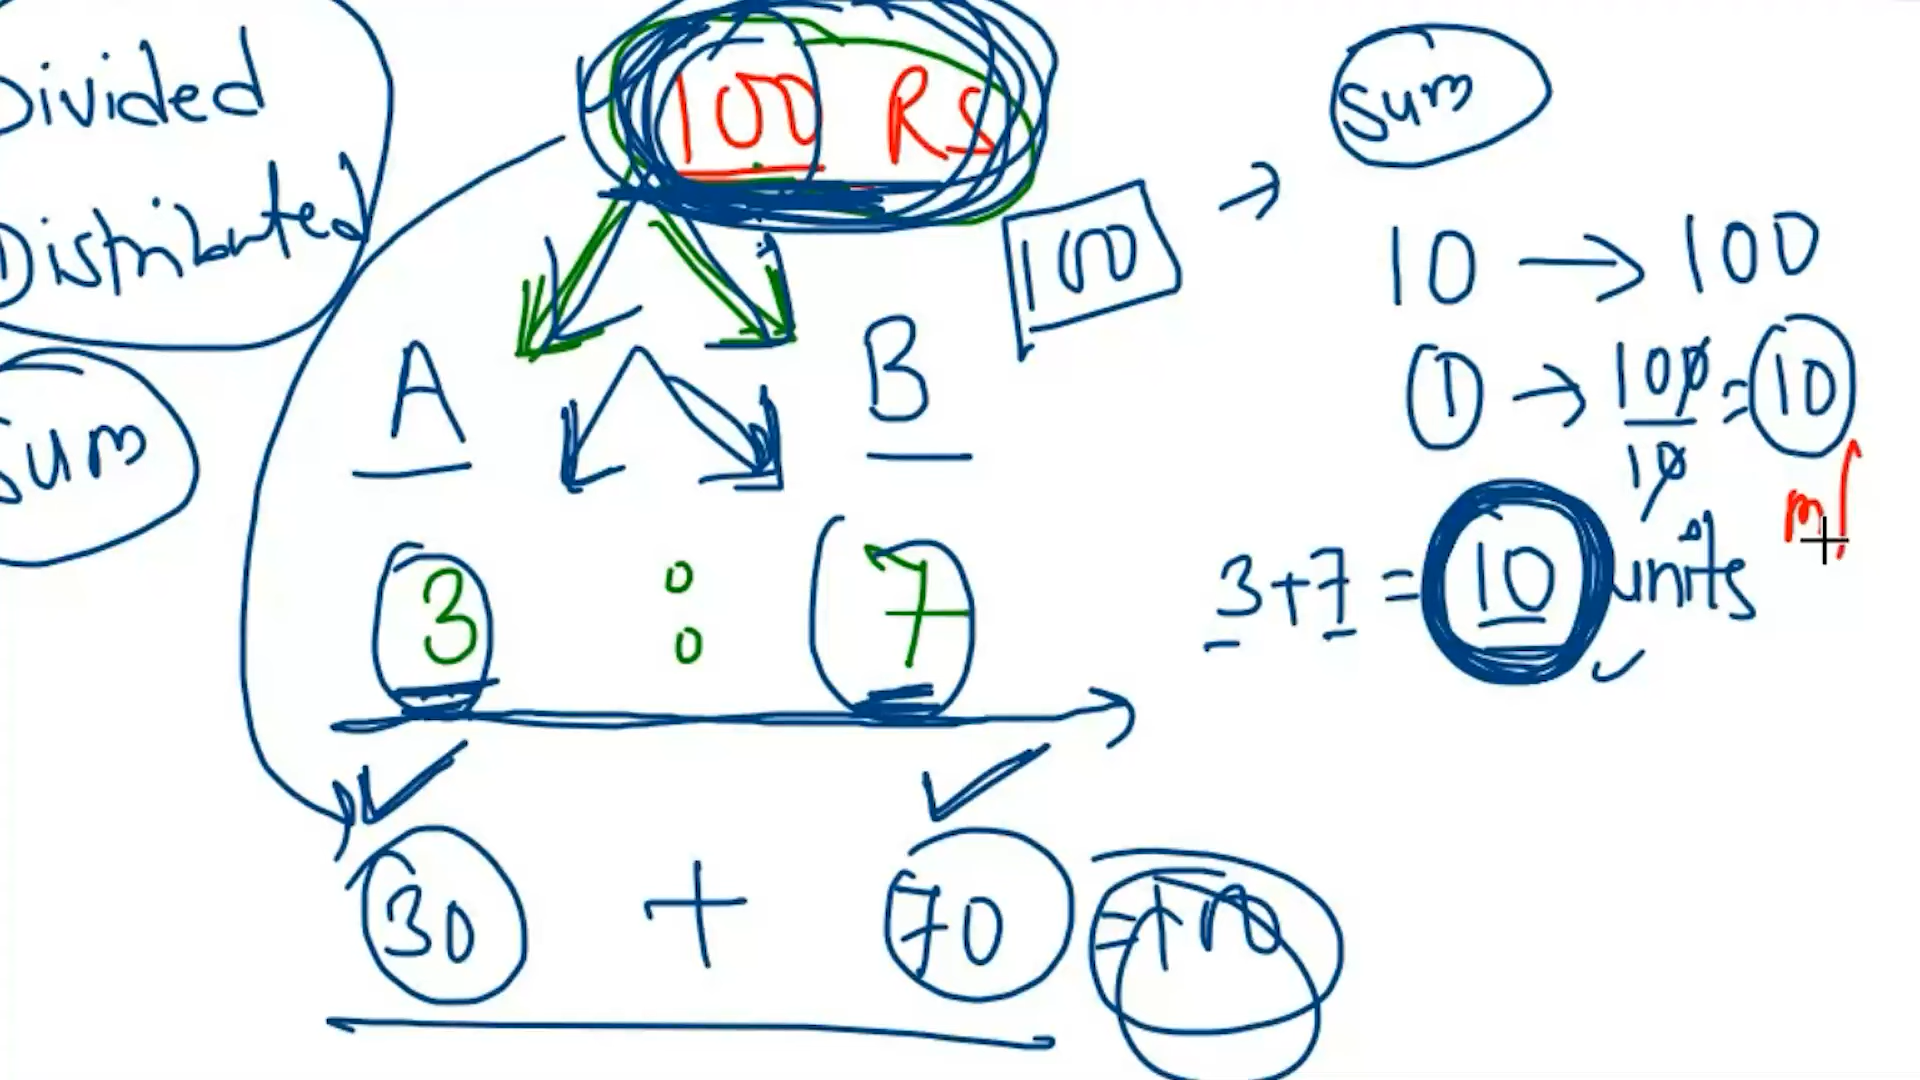 Divided
Distributed
Sum
100 RS
100
A
B
3 : 7
30 + 70 = 100
Sum
10 → 100
1 → 100/10 = 10
3+7 = 10 units
mf